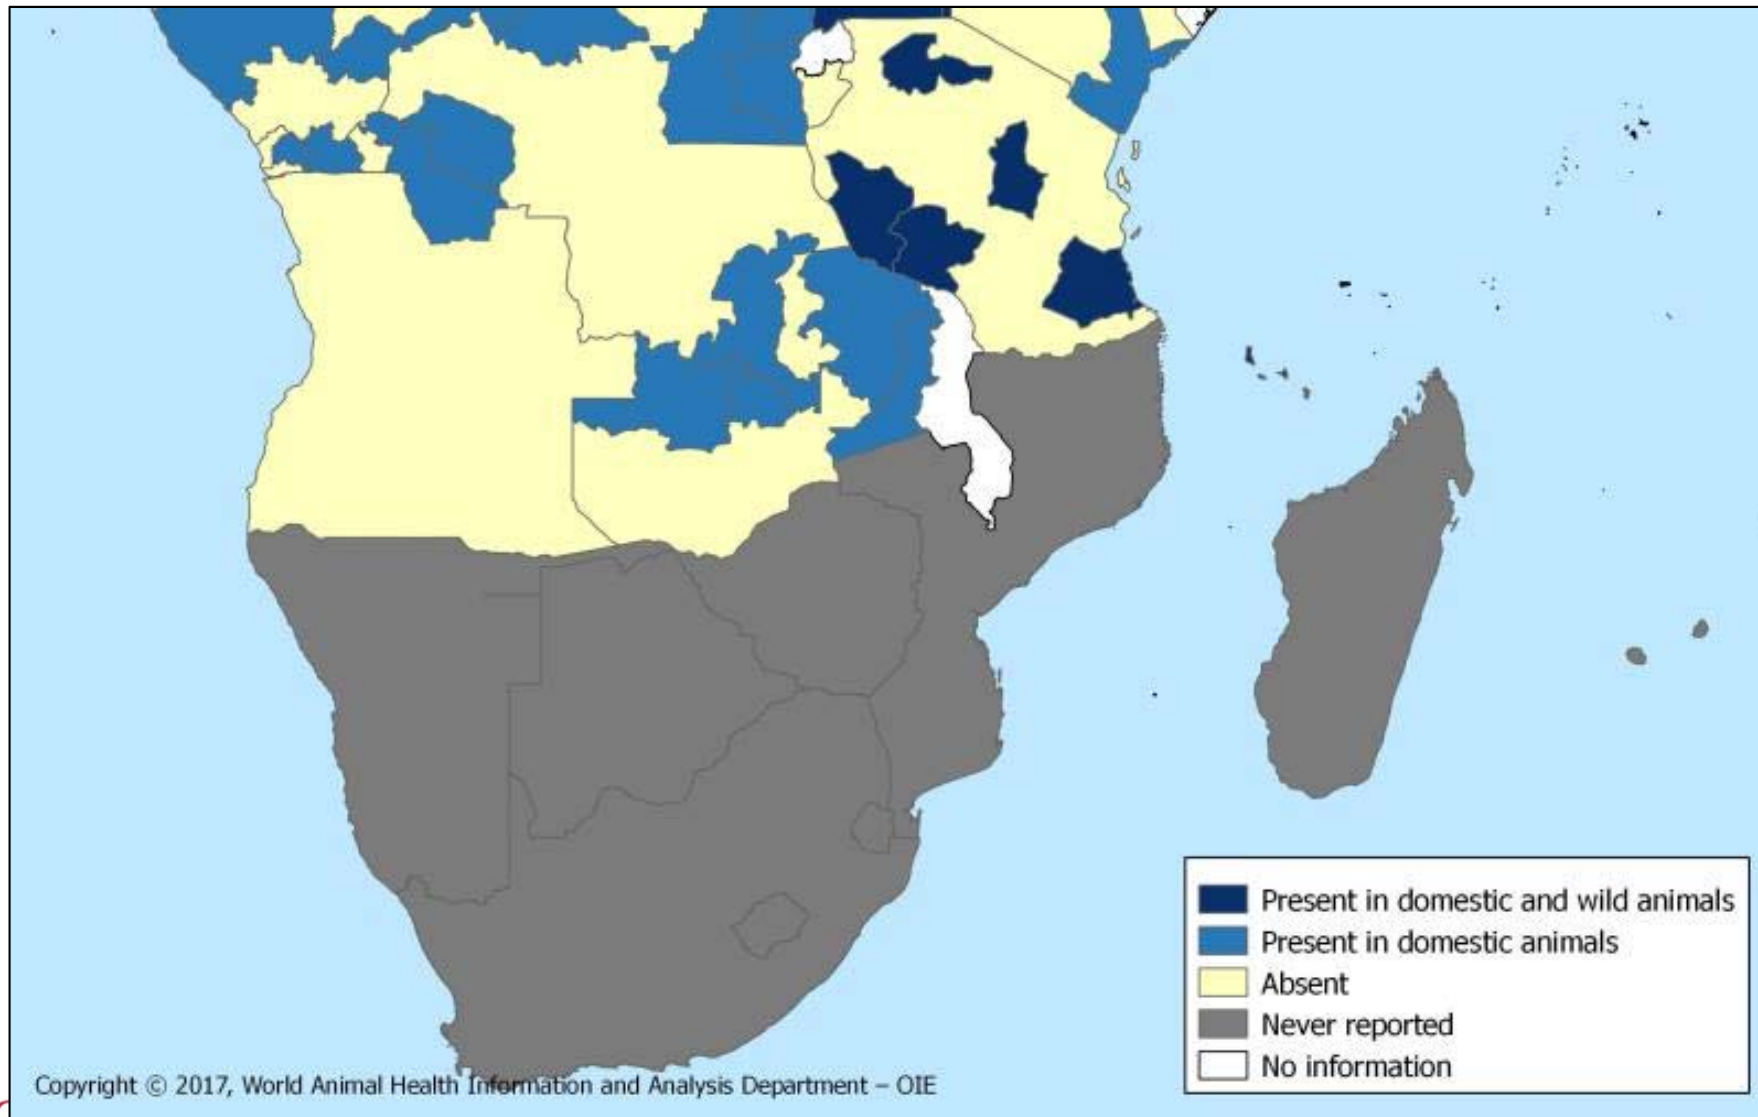 Present in domestic and wild animals
Present in domestic animals
Absent
Never reported
No information
Copyright © 2017, World Animal Health Information and Analysis Department – OIE